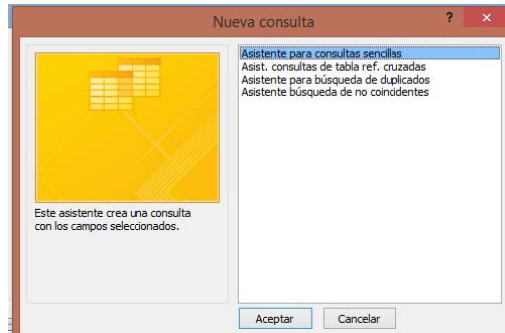 Nueva consulta
?
×
Asistente para consultas sencillas
Asist. consultas de tabla ref. cruzadas
Asistente para búsqueda de duplicados
Asistente búsqueda de no coincidentes
Este asistente crea una consulta
con los campos seleccionados.
Aceptar
Cancelar